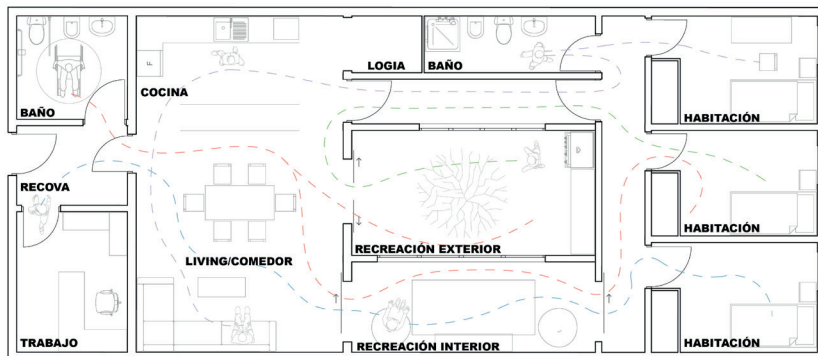 BAÑO
COCINA
F
LOGIA
BAÑO
HABITACIÓN
RECOVA
HABITACIÓN
RECREACIÓN EXTERIOR
LIVING/COMEDOR
TRABAJO
RECREACIÓN INTERIOR
HABITACIÓN